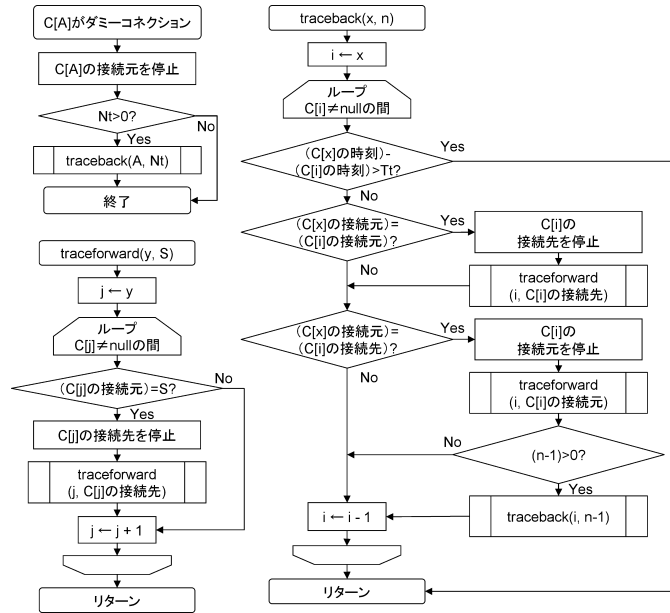 C[A]がダミーコネクション
C[A]の接続元を停止
Nt>0?
No
Yes
traceback(A, Nt)
終了
traceforward(y, S)
j ← y
ループ
C[j]≠nullの間
(C[j]の接続元)=S?
No
Yes
C[j]の接続先を停止
traceforward
(j, C[j]の接続先)
j ← j + 1
リターン
traceback(x, n)
i ← x
ループ
C[i]≠nullの間
(C[x]の時刻)-
(C[i]の時刻)>Tt?
Yes
No
(C[x]の接続元)=
(C[i]の接続元)?
Yes
No
C[i]の
接続先を停止
traceforward
(i, C[i]の接続先)
(C[x]の接続元)=
(C[i]の接続先)?
Yes
No
C[i]の
接続元を停止
traceforward
(i, C[i]の接続元)
(n-1)>0?
No
Yes
traceback(i, n-1)
i ← i - 1
リターン